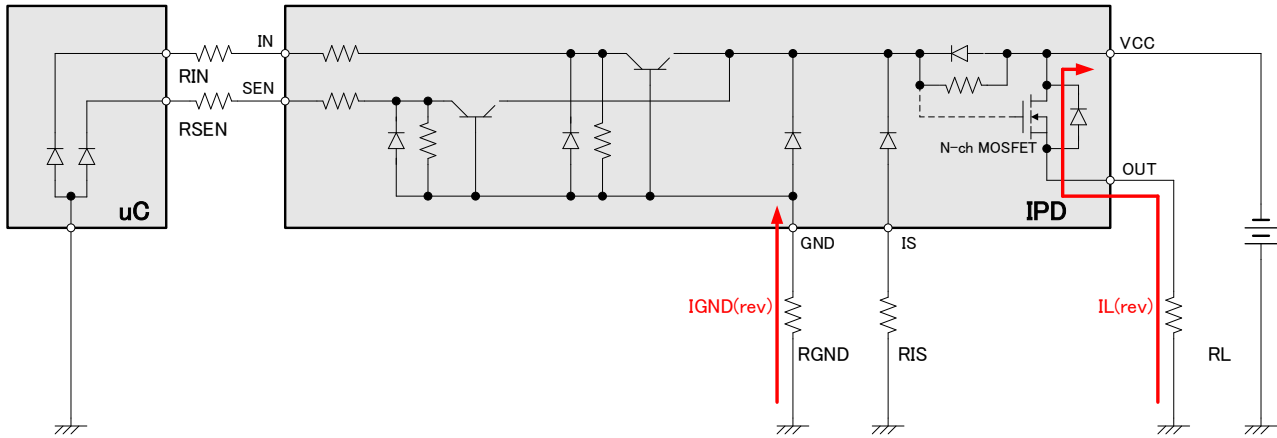 IN
VCC
RIN
SEN
RSEN
N-ch MOSFET
OUT
uC
IPD
GND
IS
IGND(rev)
IL(rev)
RGND
RIS
RL